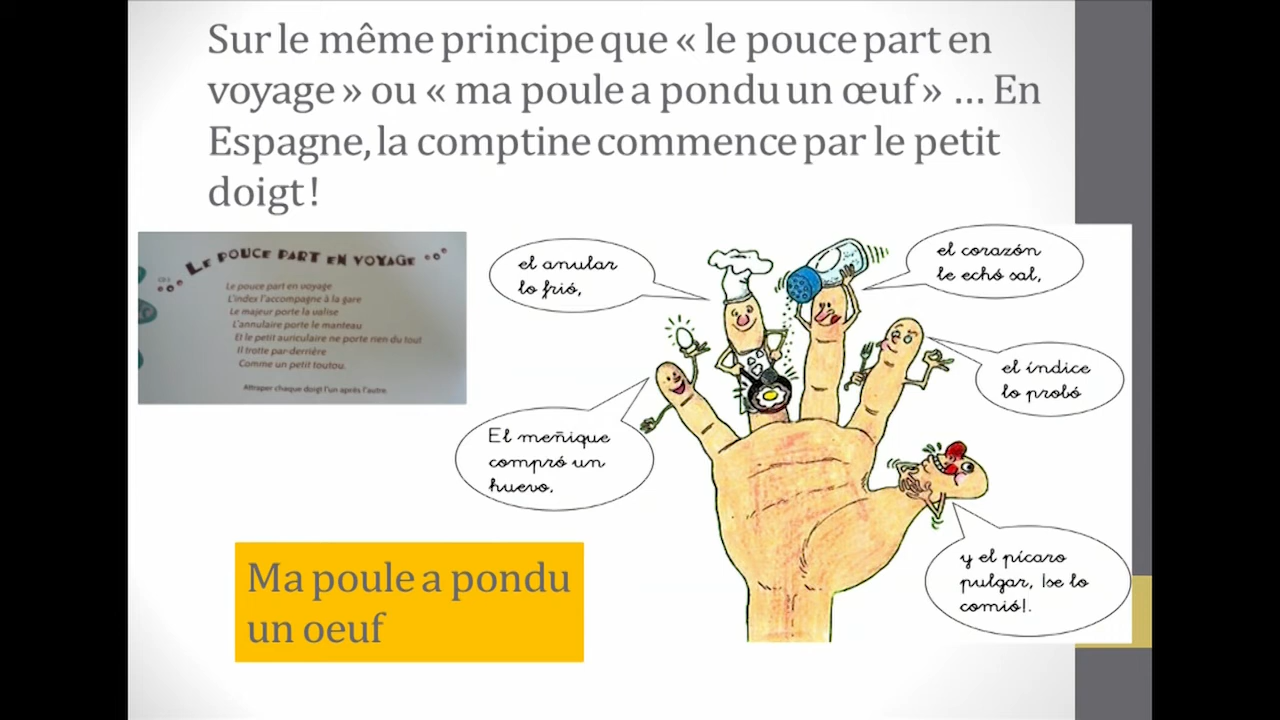 Sur le même principe que « le pouce part en
voyage » ou « ma poule a pondu un œuf » … En
Espagne, la comptine commence par le petit
doigt !
LE POUCE PART EN VOYAGE
Le pouce part en voyage
L'index l'accompagne à la gare
Le majeur porte la valise
L'annulaire porte le manteau
Et le petit auriculaire ne porte rien du tout
Il trotte par-derrière
Comme un petit toutou.
Attraper chaque doigt l'un après l'autre.
El meñique
compró un
huevo,
el anular
lo frió,
el corazón
le echó sal,
el índice
lo probó
y el pícaro
pulgar, ¡se lo
comió!.
Ma poule a pondu
un oeuf